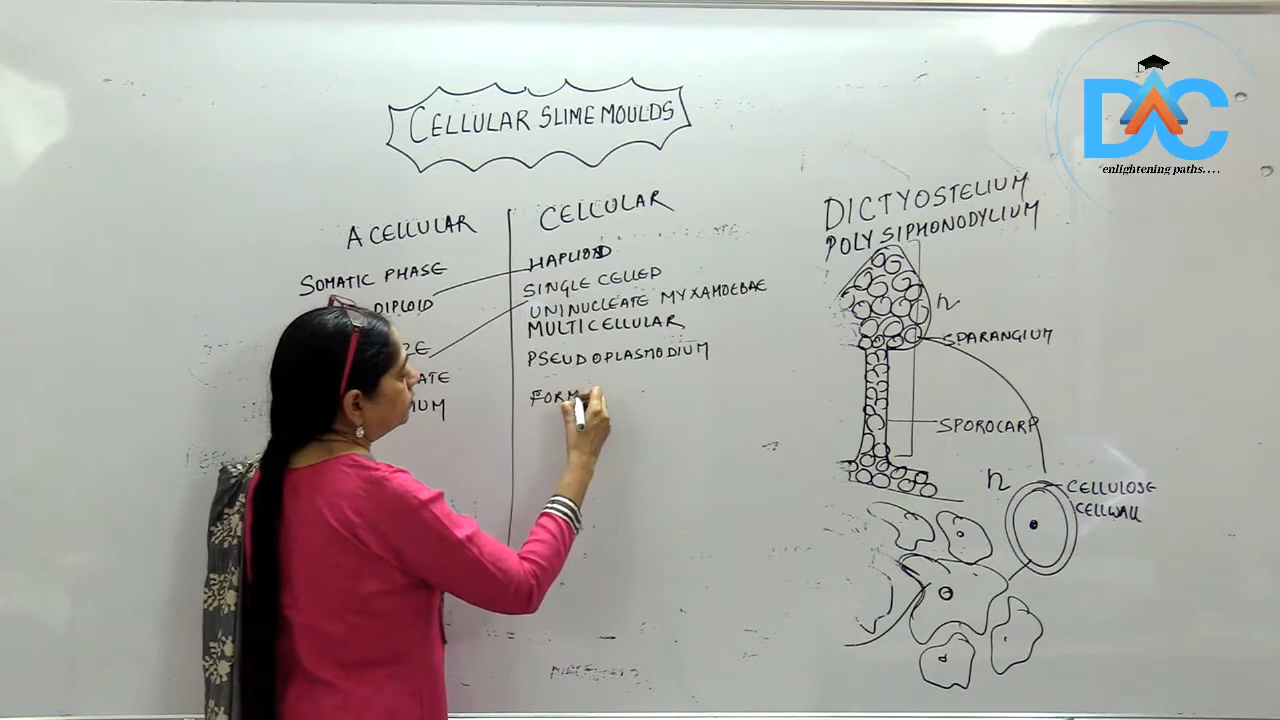 DAC
enlightening paths....
CELLULAR SLIME MOULDS
ACELLULAR
SOMATIC PHASE
DIPLOID
CELLULAR
HAPLOID
SINGLE CELLED
UNINUCLEATE MYXAMOEBAE
MULTICELLULAR
PSEUDOPLASMODIUM
FORM
DICTYOSTELIUM
POLYSIPHONODYLIUM
n
SPARANGIUM
SPOROCARP
n
CELLULOSE
CELLWALL